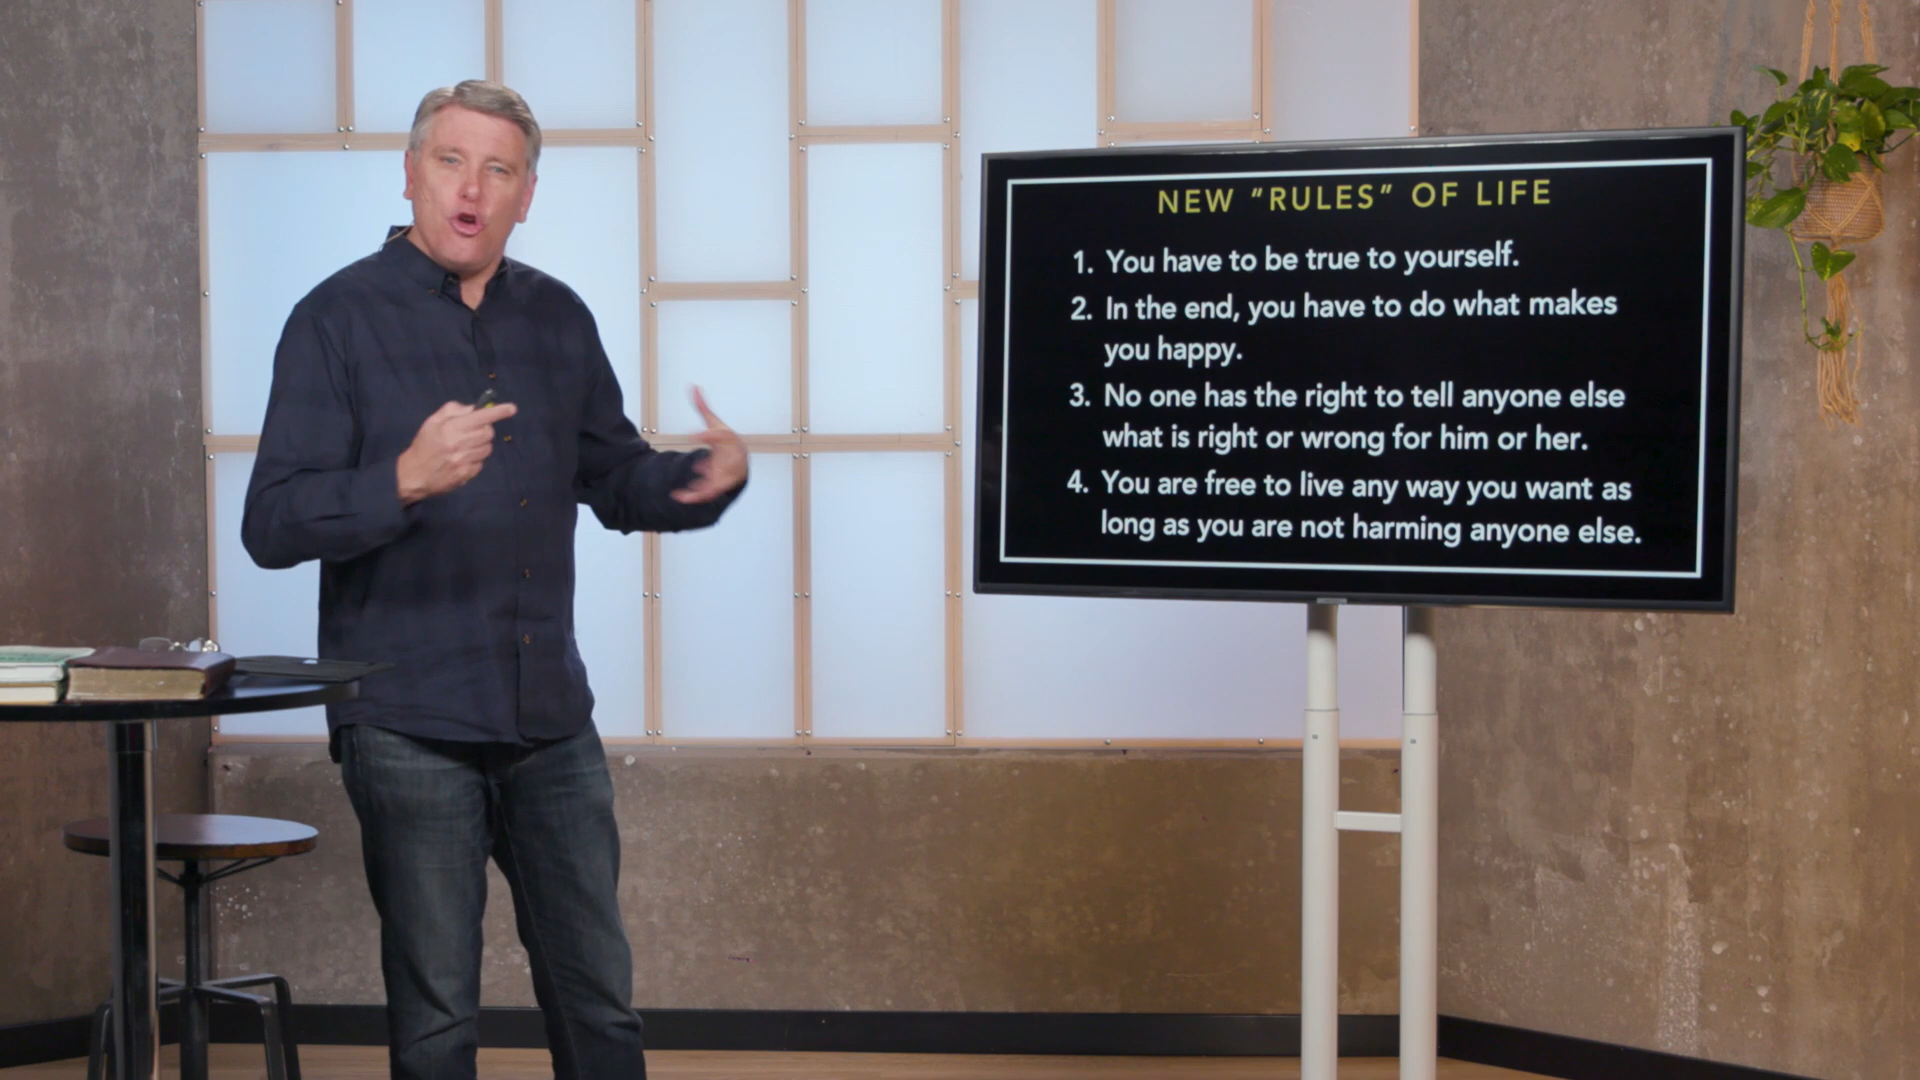 NEW “RULES” OF LIFE
1. You have to be true to yourself.
2. In the end, you have to do what makes
you happy.
3. No one has the right to tell anyone else
what is right or wrong for him or her.
4. You are free to live any way you want as
long as you are not harming anyone else.